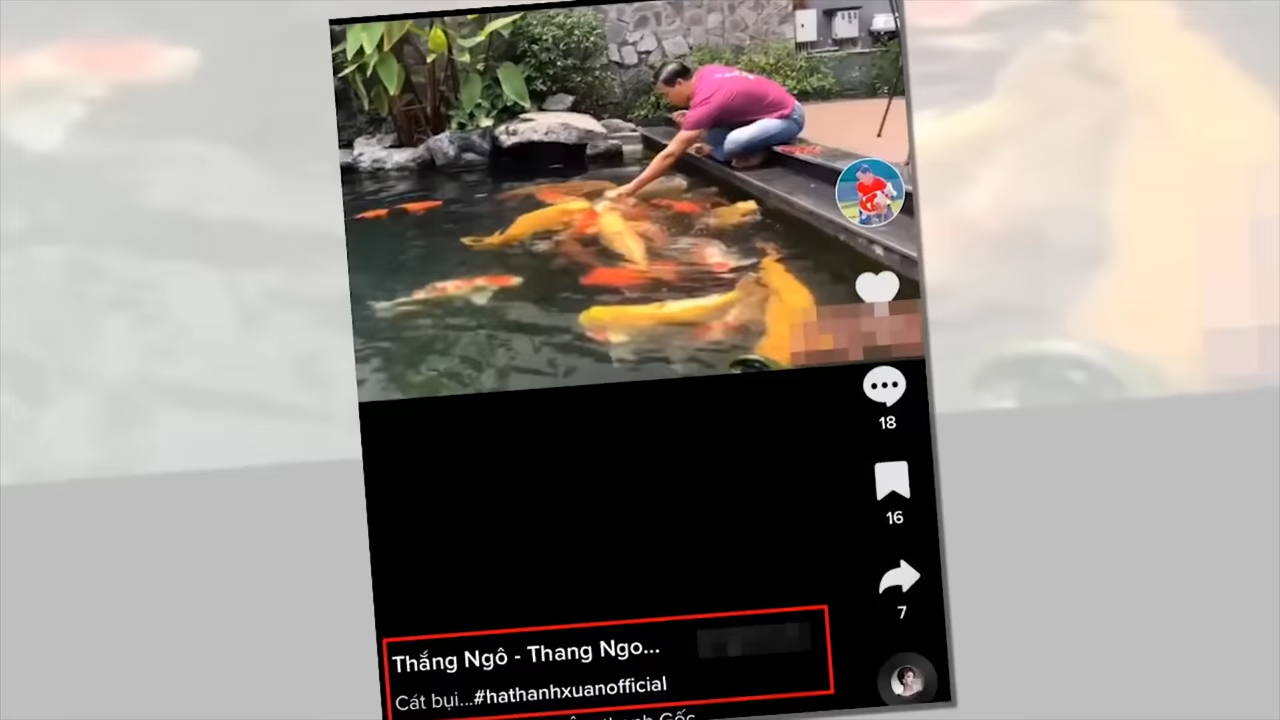 18
16
7
Thắng Ngô - Thang Ngo...
Cát bụi...#hathanhxuanofficial